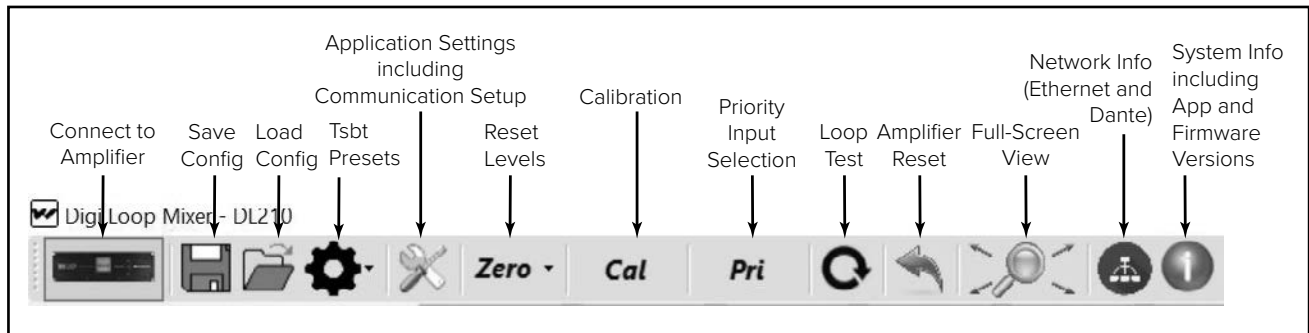 Application Settings
including
Communication Setup
Connect to
Amplifier
Save
Config
Load
Config
Tsbt
Presets
Reset
Levels
Calibration
Priority
Input
Selection
Loop
Test
Amplifier
Reset
Full-Screen
View
Network Info
(Ethernet and
Dante)
System Info
including
App and
Firmware
Versions
Digi Loop Mixer - DL210
Zero
Cal
Pri
i